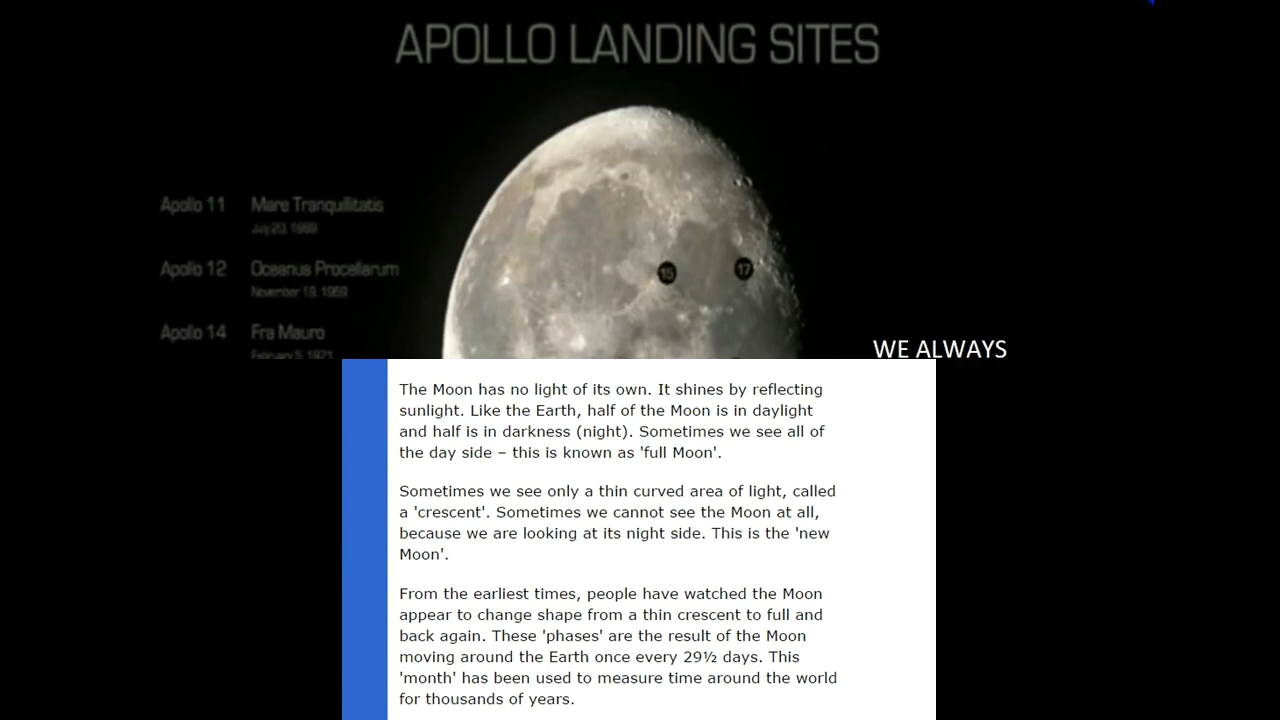 APOLLO LANDING SITES
Apollo 11 Mare Tranquillitatis
July 20, 1969
Apollo 12 Oceanus Procellarum
November 19, 1969
Apollo 14 Fra Mauro
February 5, 1971
15 17
WE ALWAYS
The Moon has no light of its own. It shines by reflecting
sunlight. Like the Earth, half of the Moon is in daylight
and half is in darkness (night). Sometimes we see all of
the day side – this is known as 'full Moon'.
Sometimes we see only a thin curved area of light, called
a 'crescent'. Sometimes we cannot see the Moon at all,
because we are looking at its night side. This is the 'new
Moon'.
From the earliest times, people have watched the Moon
appear to change shape from a thin crescent to full and
back again. These 'phases' are the result of the Moon
moving around the Earth once every 29½ days. This
'month' has been used to measure time around the world
for thousands of years.